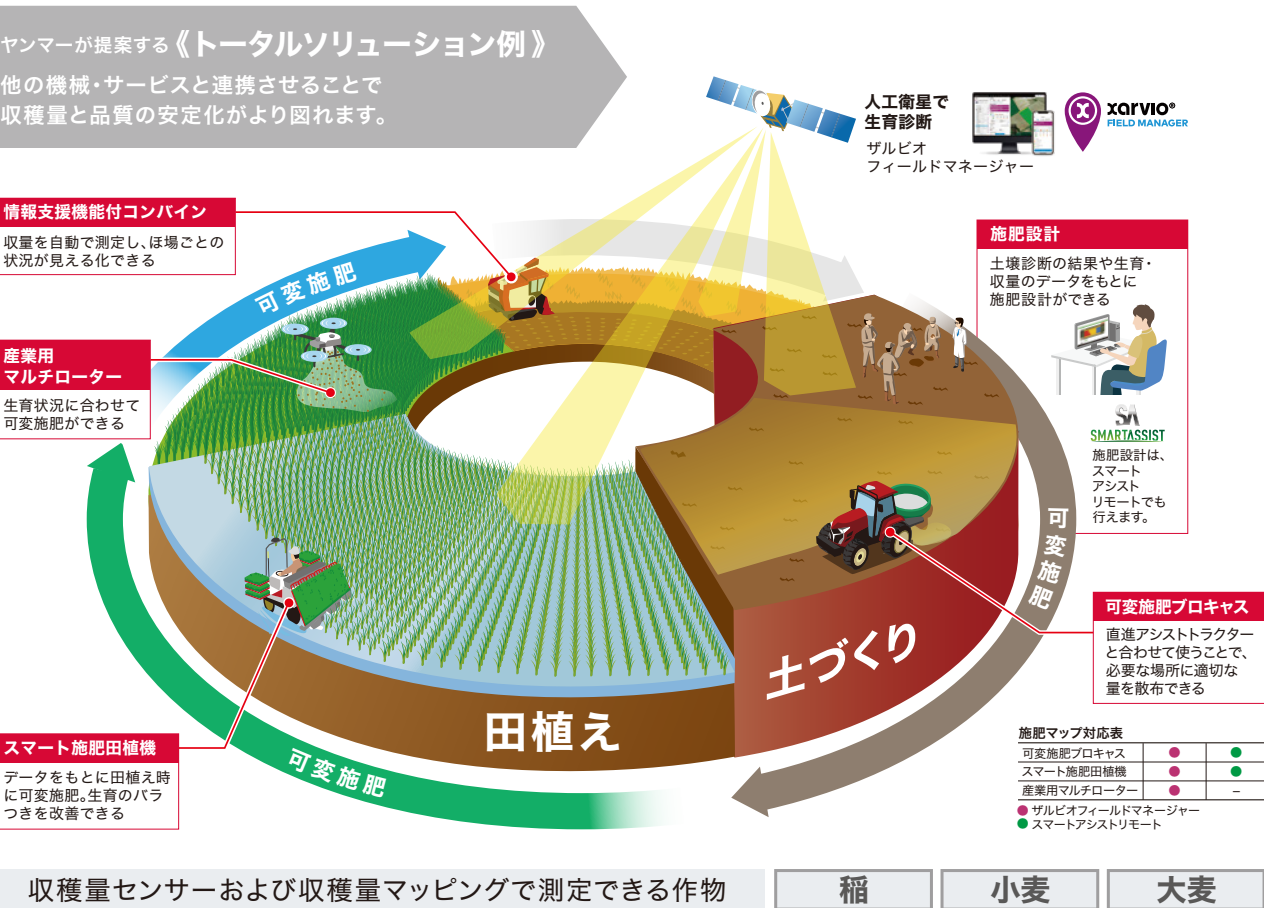 ヤンマーが提案する《トータルソリューション例》
他の機械・サービスと連携させることで
収穫量と品質の安定化がより図れます。
人工衛星で
生育診断
ザルビオ
フィールドマネージャー
xarvio®
FIELD MANAGER
情報支援機能付コンバイン
収量を自動で測定し、ほ場ごとの
状況が見える化できる
可変施肥
産業用
マルチローター
生育状況に合わせて
可変施肥ができる
施肥設計
土壌診断の結果や生育・
収量のデータをもとに
施肥設計ができる
SA
SMARTASSIST
施肥設計は、
スマート
アシスト
リモートでも
行えます。
可変施肥
可変施肥ブロキャス
直進アシストトラクター
と合わせて使うことで、
必要な場所に適切な
量を散布できる
土づくり
田植え
可変施肥
スマート施肥田植機
データをもとに田植え時
に可変施肥。生育のバラ
つきを改善できる
施肥マップ対応表
可変施肥ブロキャス ● ●
スマート施肥田植機 ● ●
産業用マルチローター ● –
● ザルビオフィールドマネージャー
● スマートアシストリモート
収穫量センサーおよび収穫量マッピングで測定できる作物 稲 小麦 大麦